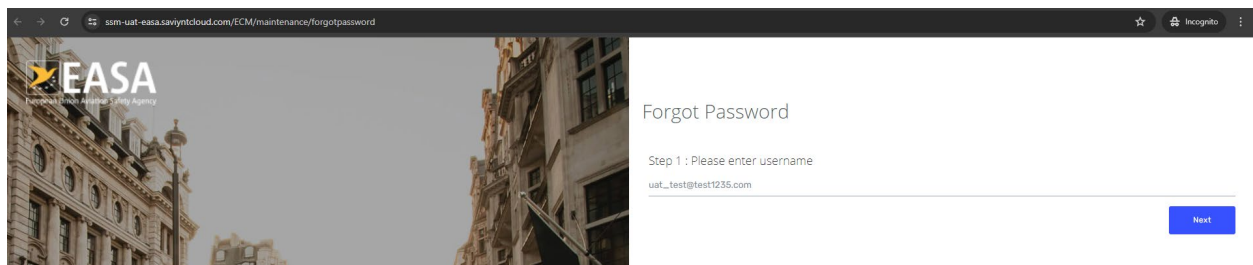 ssm-uat-easa.saviyntcloud.com/ECM/maintenance/forgotpassword
Incognito
EASA
European Union Aviation Safety Agency
Forgot Password
Step 1 : Please enter username
uat_test@test1235.com
Next